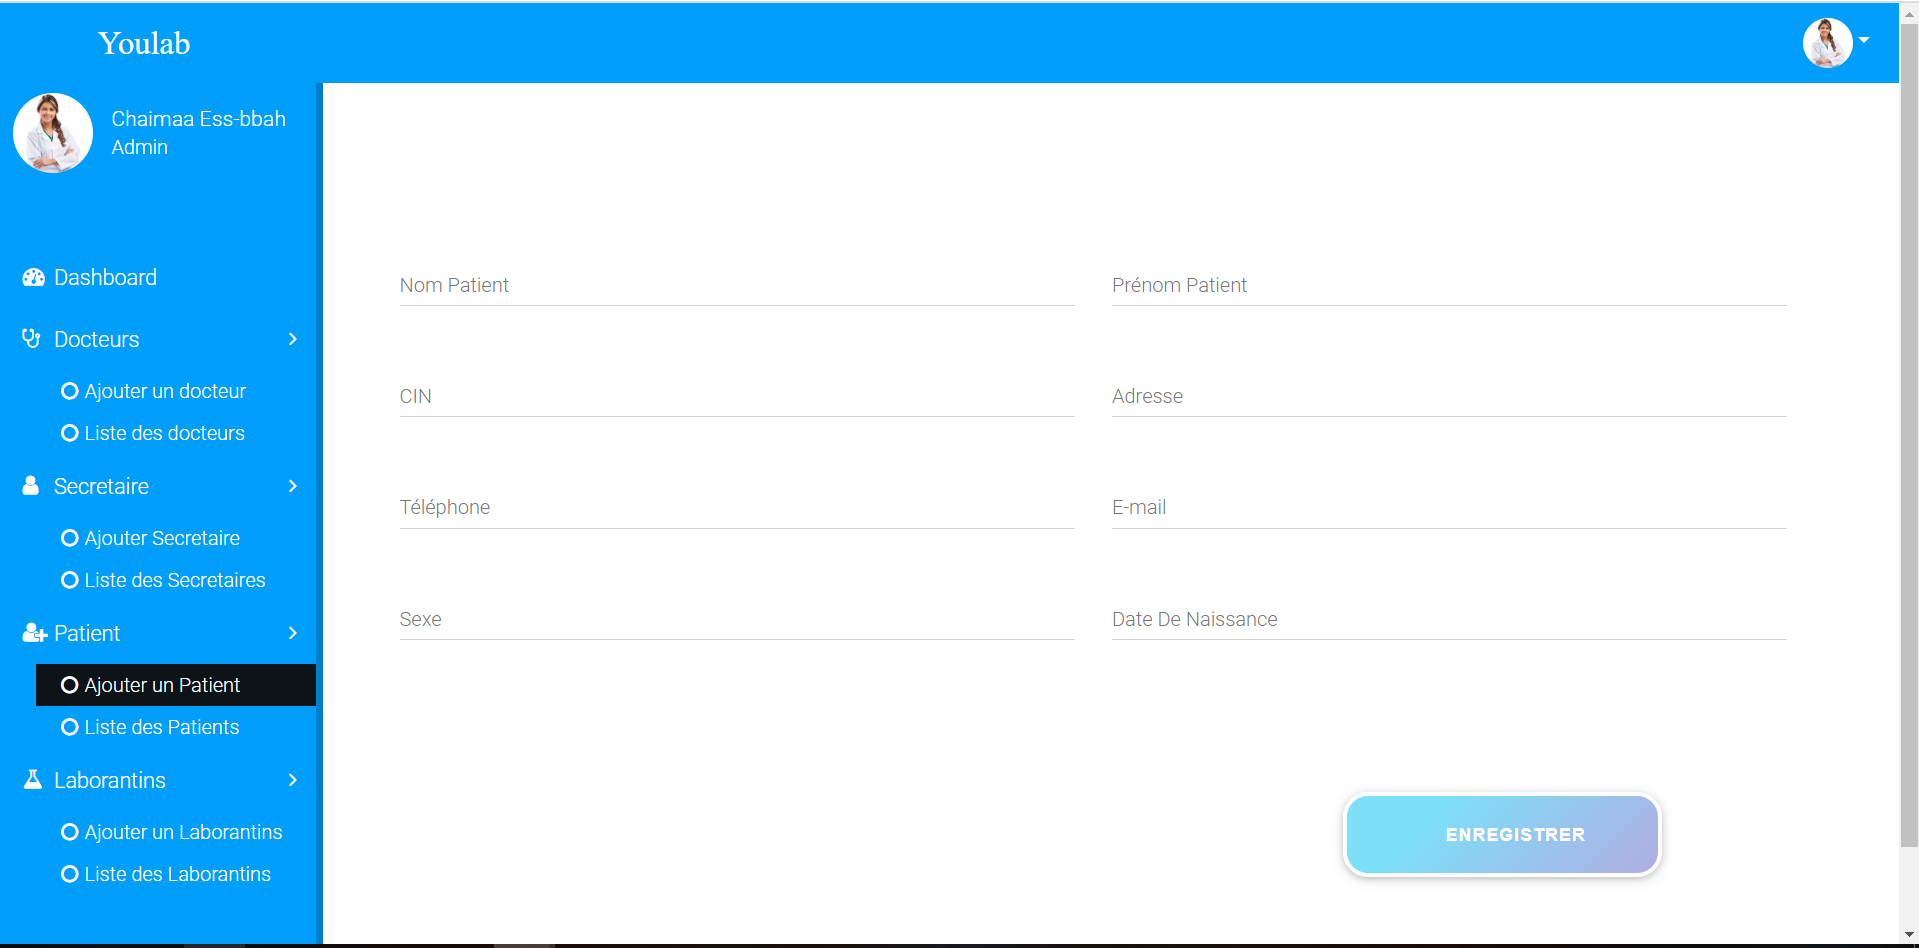 Youlab
Chaimaa Ess-bbah
Admin
Dashboard
Docteurs
Ajouter un docteur
Liste des docteurs
Secretaire
Ajouter Secretaire
Liste des Secretaires
Patient
Ajouter un Patient
Liste des Patients
Laborantins
Ajouter un Laborantins
Liste des Laborantins
Nom Patient
Prénom Patient
CIN
Adresse
Téléphone
E-mail
Sexe
Date De Naissance
ENREGISTRER